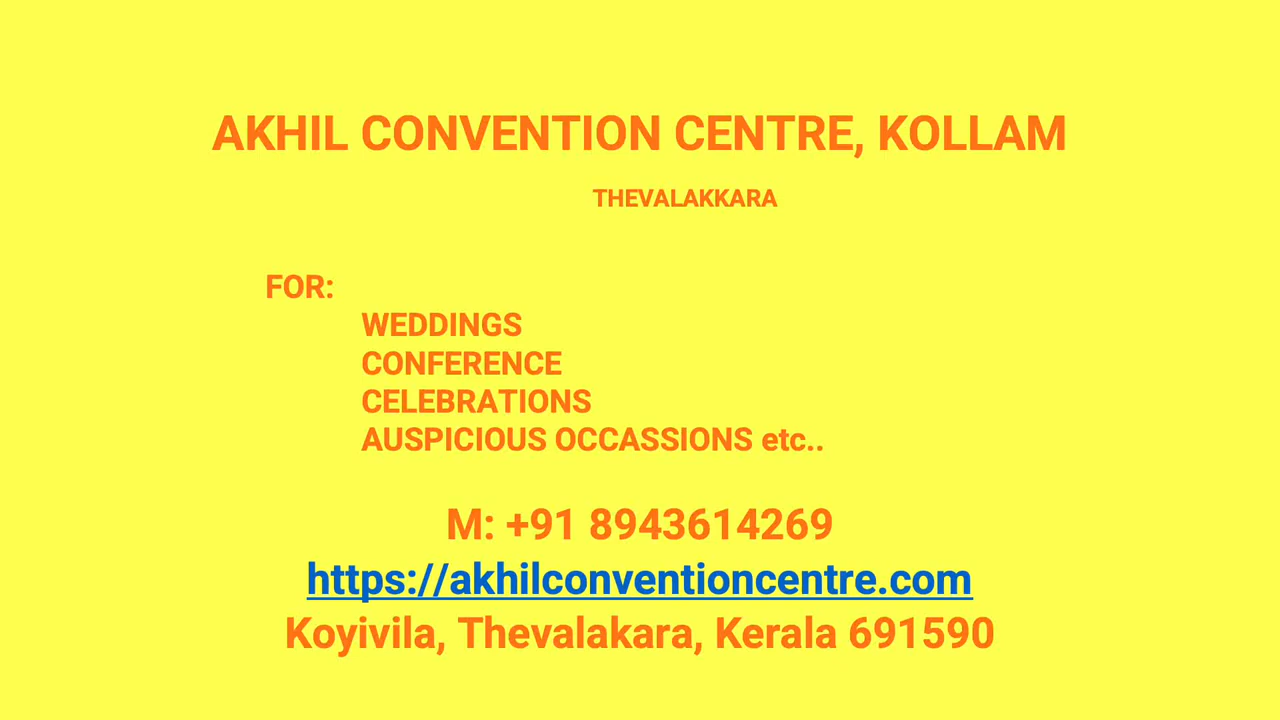 AKHIL CONVENTION CENTRE, KOLLAM
THEVALAKKARA
FOR:
WEDDINGS
CONFERENCE
CELEBRATIONS
AUSPICIOUS OCCASSIONS etc..
M: +91 8943614269
https://akhilconventioncentre.com
Koyivila, Thevalakara, Kerala 691590